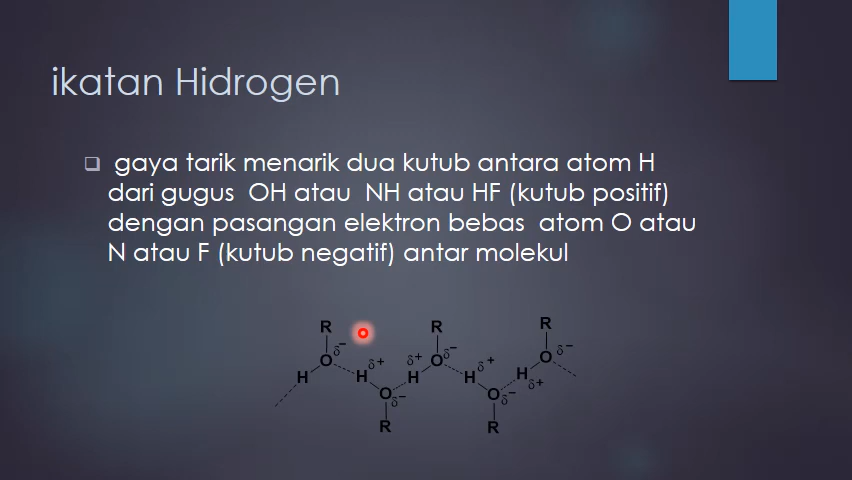 ikatan Hidrogen
gaya tarik menarik dua kutub antara atom H
dari gugus OH atau NH atau HF (kutub positif)
dengan pasangan elektron bebas atom O atau
N atau F (kutub negatif) antar molekul
R R R
O δ− O δ− O δ−
H H δ+ δ+ H H δ+ H δ+
O δ− O δ−
R R